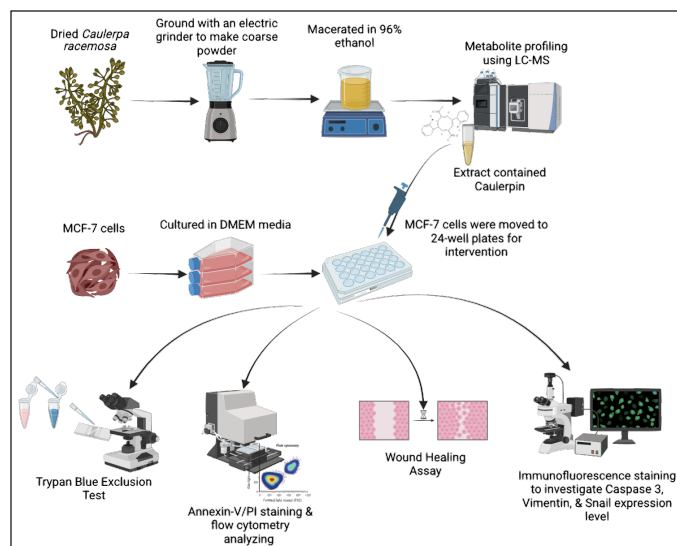 Dried Caulerpa
racemosa
Ground with an electric
grinder to make coarse
powder
Macerated in 96%
ethanol
Metabolite profiling
using LC-MS
Extract contained
Caulerpin
MCF-7 cells
Cultured in DMEM media
MCF-7 cells were moved to
24-well plates for
intervention
Trypan Blue Exclusion
Test
Annexin-V/PI staining &
flow cytometry
analyzing
Wound Healing
Assay
Immunofluorescence staining
to investigate Caspase 3,
Vimentin, & Snail expression
level